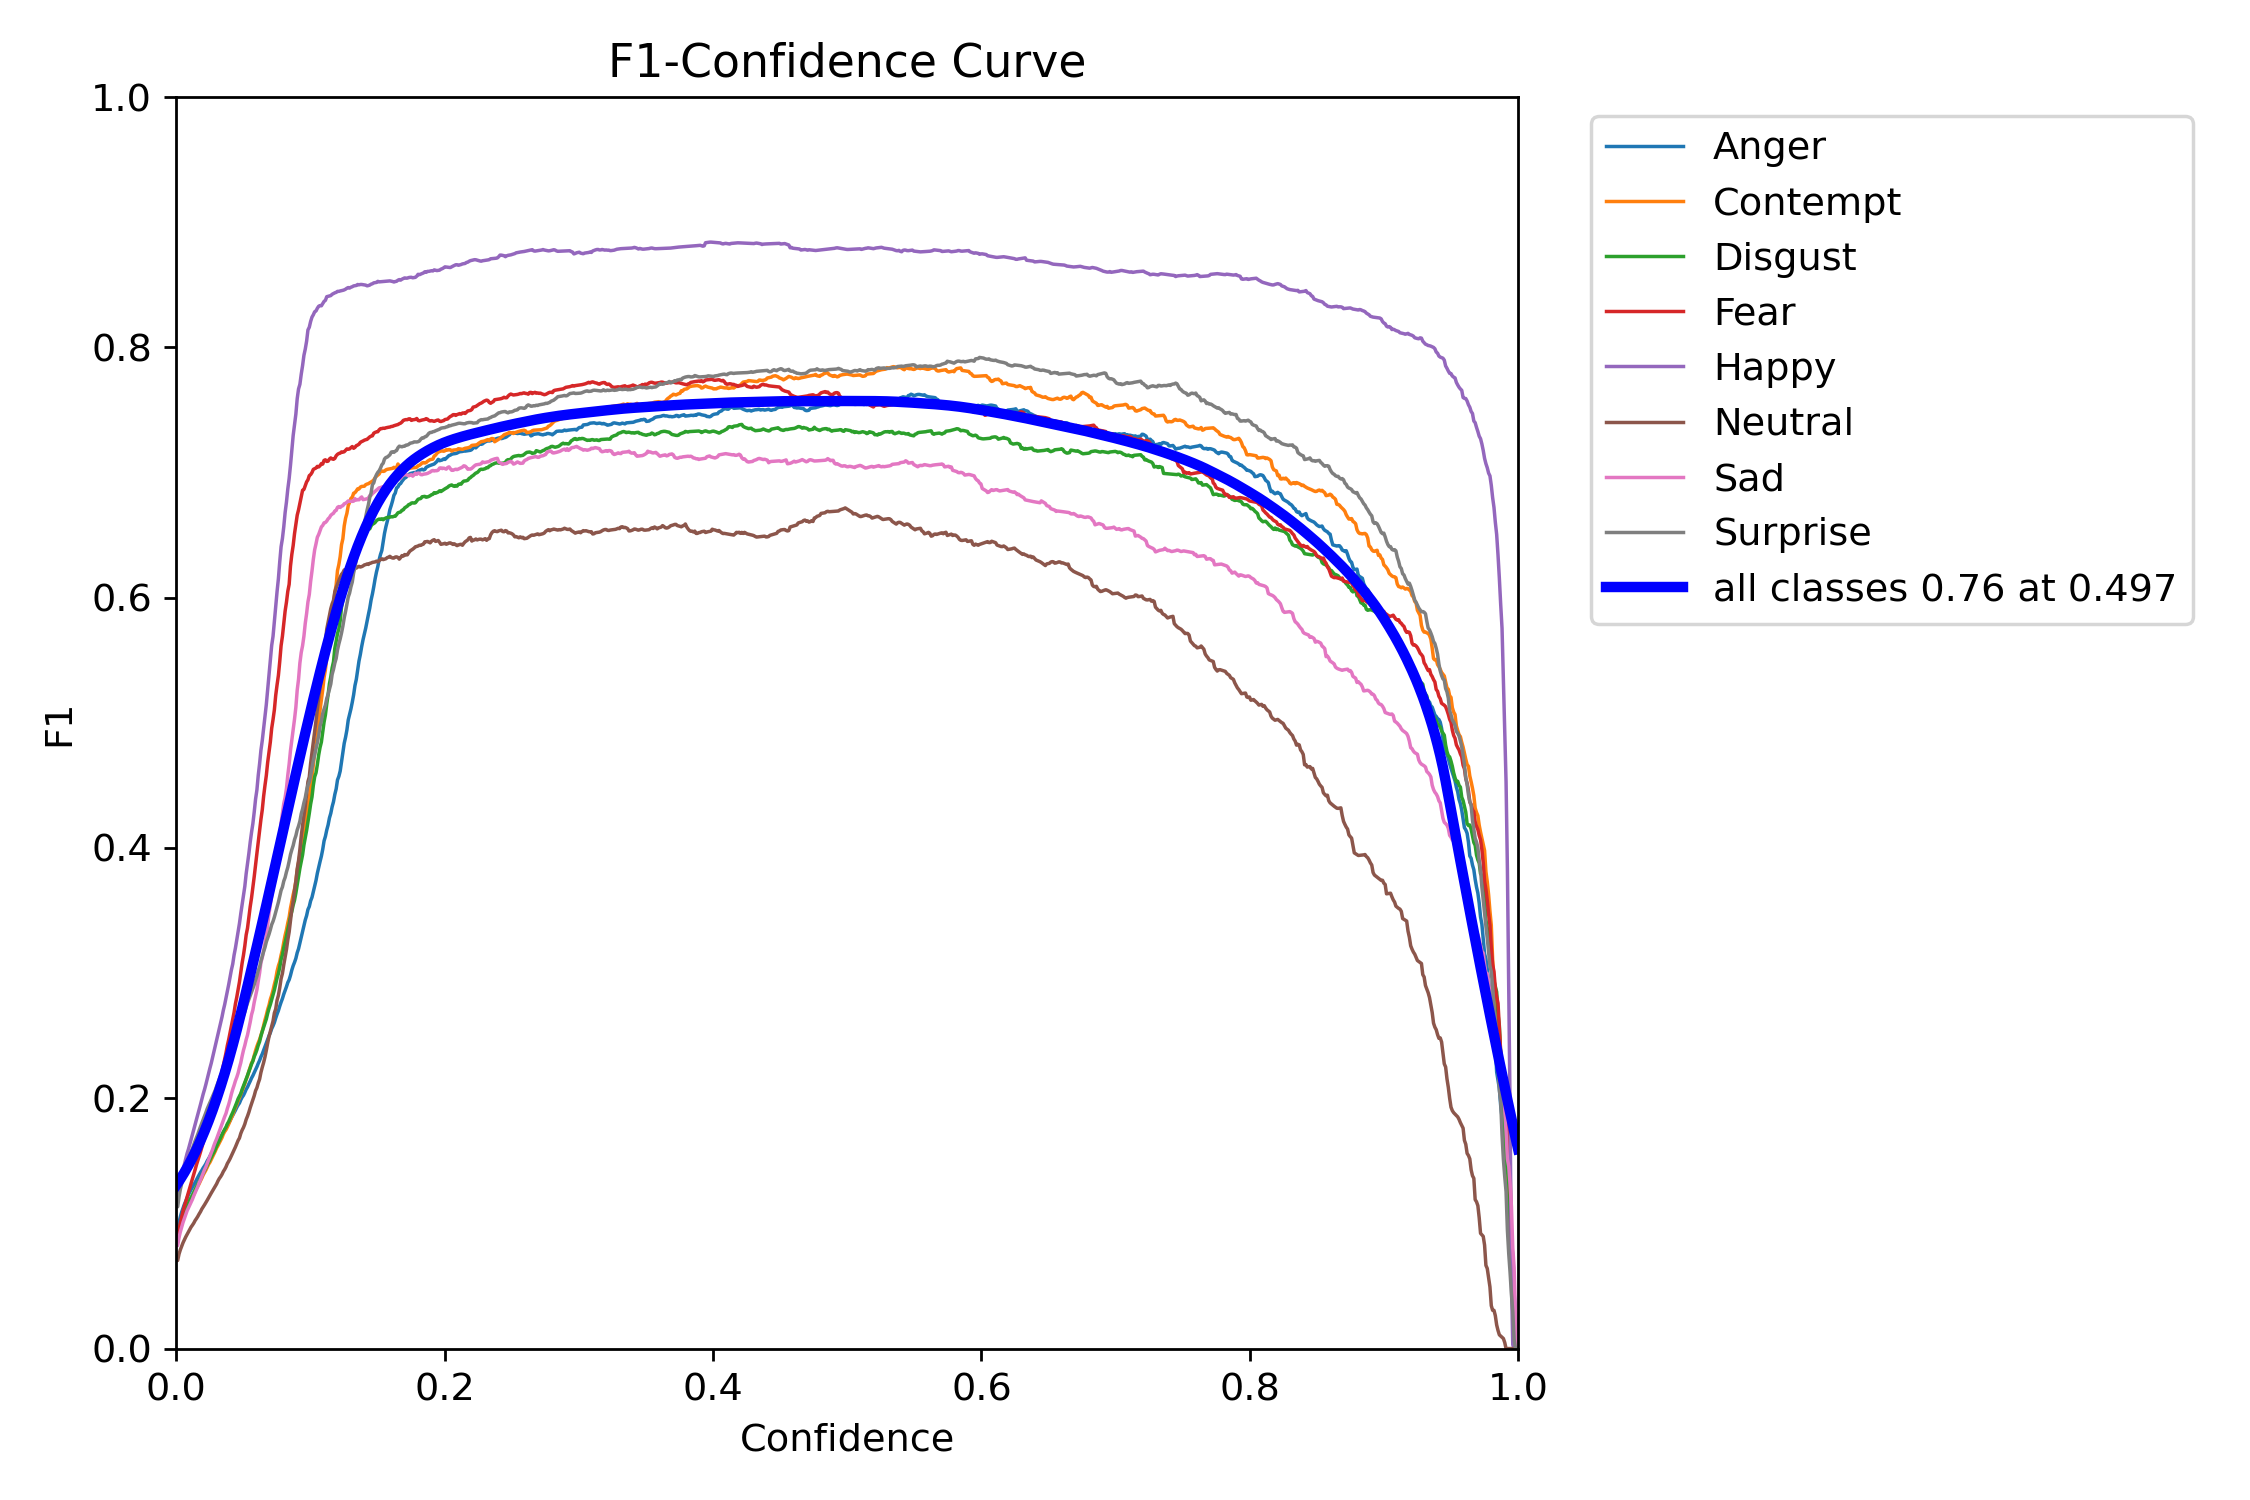 F1-Confidence Curve
1.0
0.8
0.6
0.4
0.2
0.0
F1
0.0 0.2 0.4 0.6 0.8 1.0
Confidence
Anger
Contempt
Disgust
Fear
Happy
Neutral
Sad
Surprise
all classes 0.76 at 0.497